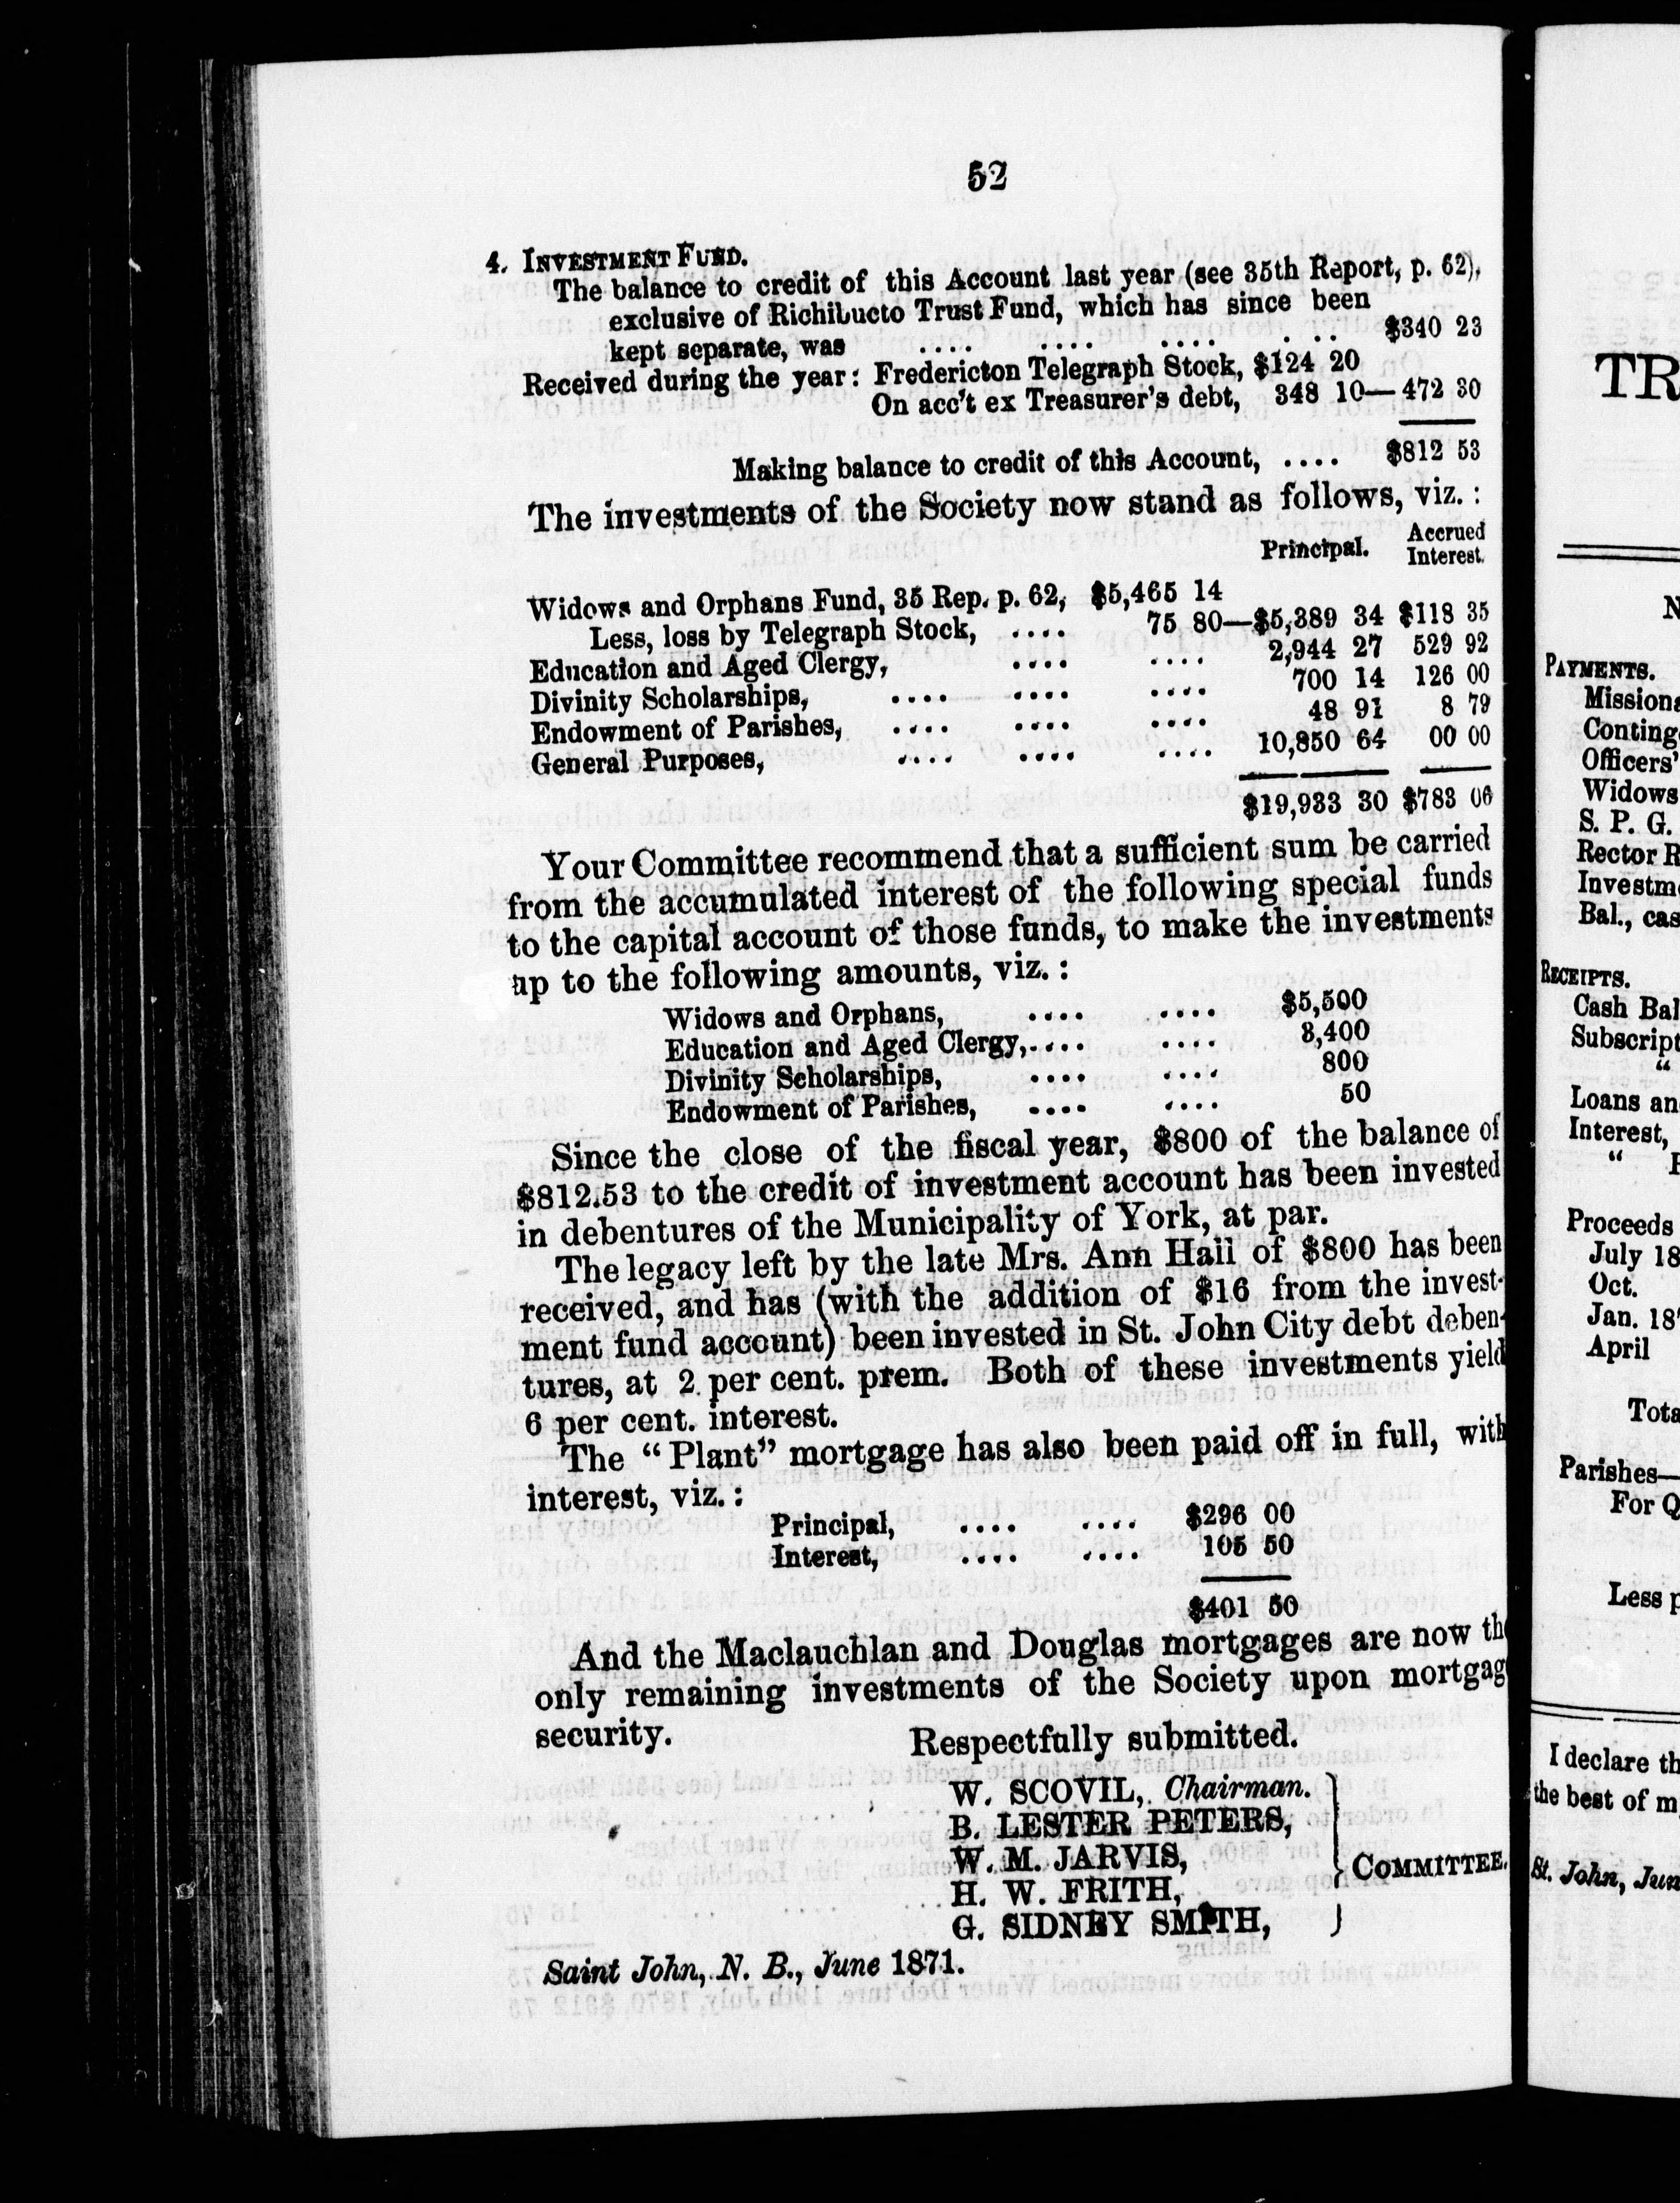 52
4. INVESTMENT FUND.
The balance to credit of this Account last year (see 35th Report, p. 62),
exclusive of Richibucto Trust Fund, which has since been
kept separate, was .... .... .... .... $340 23
Received during the year: Fredericton Telegraph Stock, $124 20
On acc't ex Treasurer's debt, 348 10— 472 30
Making balance to credit of this Account, .... $812 53
The investments of the Society now stand as follows, viz.:
Principal. Accrued Interest.
Widows and Orphans Fund, 35 Rep. p. 62, $5,465 14
Less, loss by Telegraph Stock, .... 75 80—$5,389 34 $118 35
Education and Aged Clergy, .... .... 2,944 27 529 92
Divinity Scholarships, .... .... .... 700 14 126 00
Endowment of Parishes, .... .... .... 48 91 8 79
General Purposes, .... .... .... 10,850 64 00 00
$19,933 30 $783 06
Your Committee recommend that a sufficient sum be carried
from the accumulated interest of the following special funds
to the capital account of those funds, to make the investments
up to the following amounts, viz.:
Widows and Orphans, .... .... $5,500
Education and Aged Clergy, .... .... 3,400
Divinity Scholarships, .... .... 800
Endowment of Parishes, .... .... 50
Since the close of the fiscal year, $800 of the balance of
$812.53 to the credit of investment account has been invested
in debentures of the Municipality of York, at par.
The legacy left by the late Mrs. Ann Hail of $800 has been
received, and has (with the addition of $16 from the invest-
ment fund account) been invested in St. John City debt deben-
tures, at 2 per cent. prem. Both of these investments yield
6 per cent. interest.
The "Plant" mortgage has also been paid off in full, with
interest, viz.:
Principal, .... .... $296 00
Interest, .... .... 105 50
$401 50
And the Maclauchlan and Douglas mortgages are now the
only remaining investments of the Society upon mortgag
security.
Respectfully submitted.
W. SCOVIL, Chairman.
B. LESTER PETERS,
W. M. JARVIS,
H. W. FRITH,
G. SIDNEY SMITH,
COMMITTEE.
Saint John, N. B., June 1871.
TR
N
PAYMENTS.
Missiona
Conting
Officers'
Widows
S. P. G.
Rector R
Investm
Bal., cas
RECEIPTS.
Cash Bal
Subscript
"
Loans an
Interest,
"
Proceeds
July 18
Oct.
Jan. 18
April
Tota
Parishes—
For Q
Less p
I declare th
the best of m
St. John, Jun